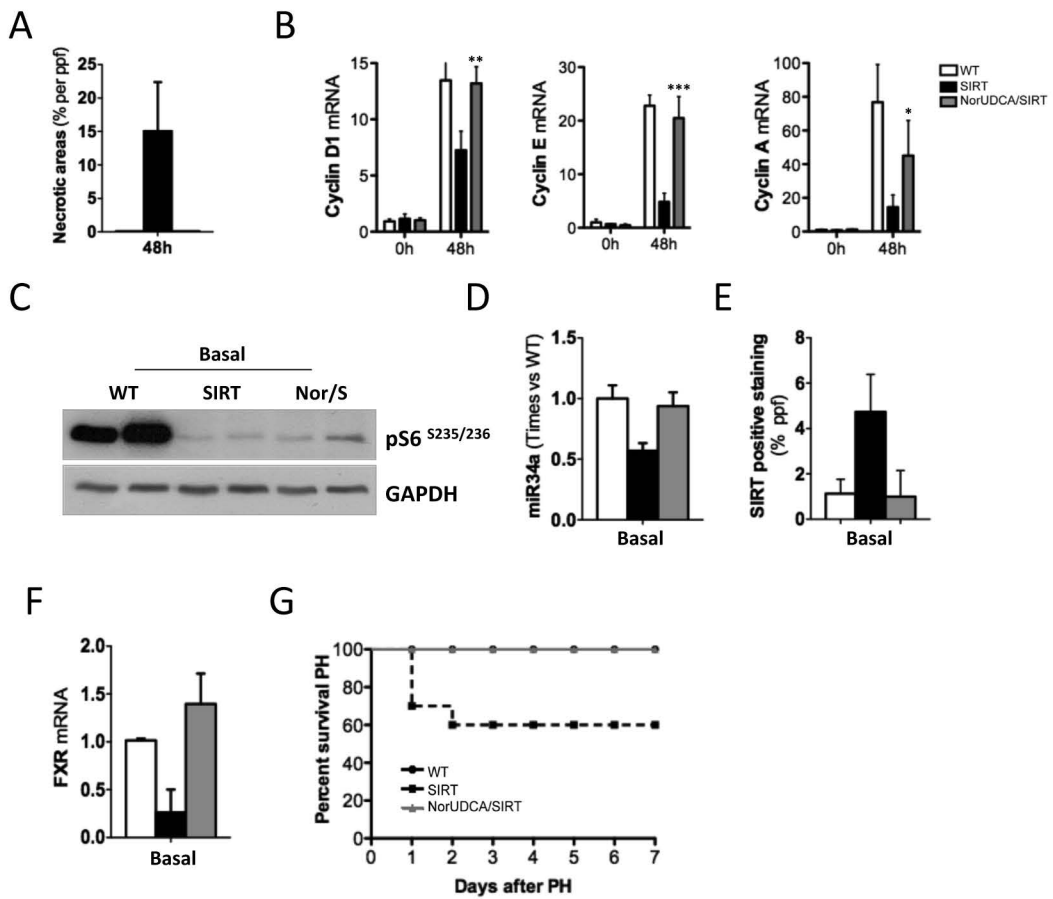 A
Necrotic areas (% per ppf)
25
20
15
10
5
0
48h
B
Cyclin D1 mRNA
15
10
5
0
**
0h 48h
Cyclin E mRNA
30
20
10
0
***
0h 48h
Cyclin A mRNA
100
80
60
40
20
0
*
0h 48h
WT
SIRT
NorUDCA/SIRT
C
Basal
WT SIRT Nor/S
pS6 S235/236
GAPDH
D
miR34a (Times vs WT)
1.5
1.0
0.5
0.0
Basal
E
SIRT positive staining
(% ppf)
8
6
4
2
0
Basal
F
FXR mRNA
2.0
1.5
1.0
0.5
0.0
Basal
G
Percent survival PH
100
80
60
40
20
0
WT
SIRT
NorUDCA/SIRT
0 1 2 3 4 5 6 7
Days after PH